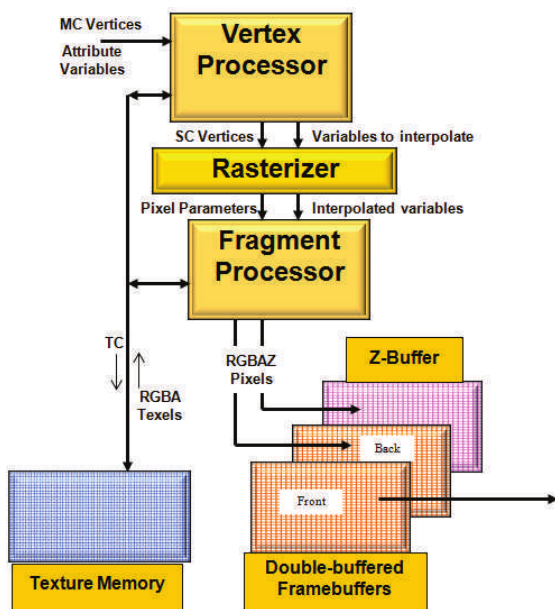 MC Vertices
Attribute
Variables
Vertex
Processor
SC Vertices
Variables to interpolate
Rasterizer
Pixel Parameters
Interpolated variables
Fragment
Processor
TC
RGBA
Texels
RGBAZ
Pixels
Z-Buffer
Back
Front
Texture Memory
Double-buffered
Framebuffers